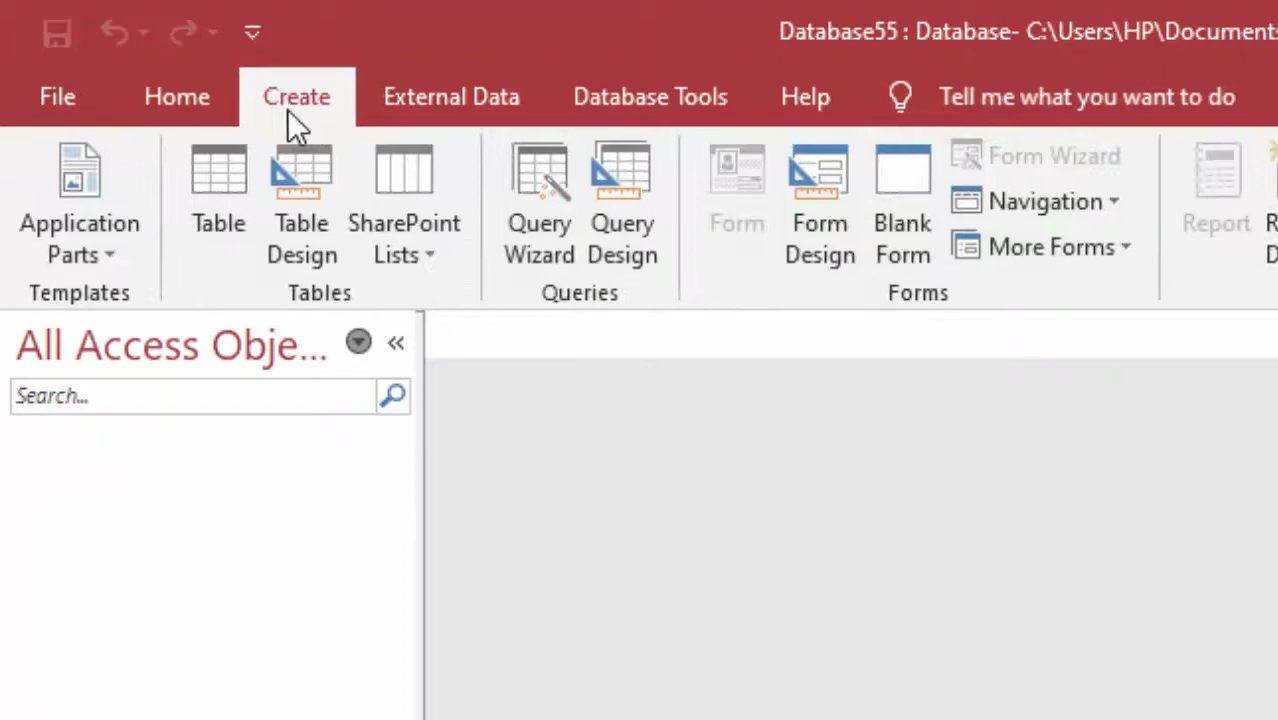 Database55 : Database- C:\Users\HP\Documents
File Home Create External Data Database Tools Help Tell me what you want to do
Application Parts
Table
Table Design
SharePoint Lists
Query Wizard
Query Design
Form
Form Design
Blank Form
Form Wizard
Navigation
More Forms
Report
Templates Tables Queries Forms
All Access Obje...
Search...